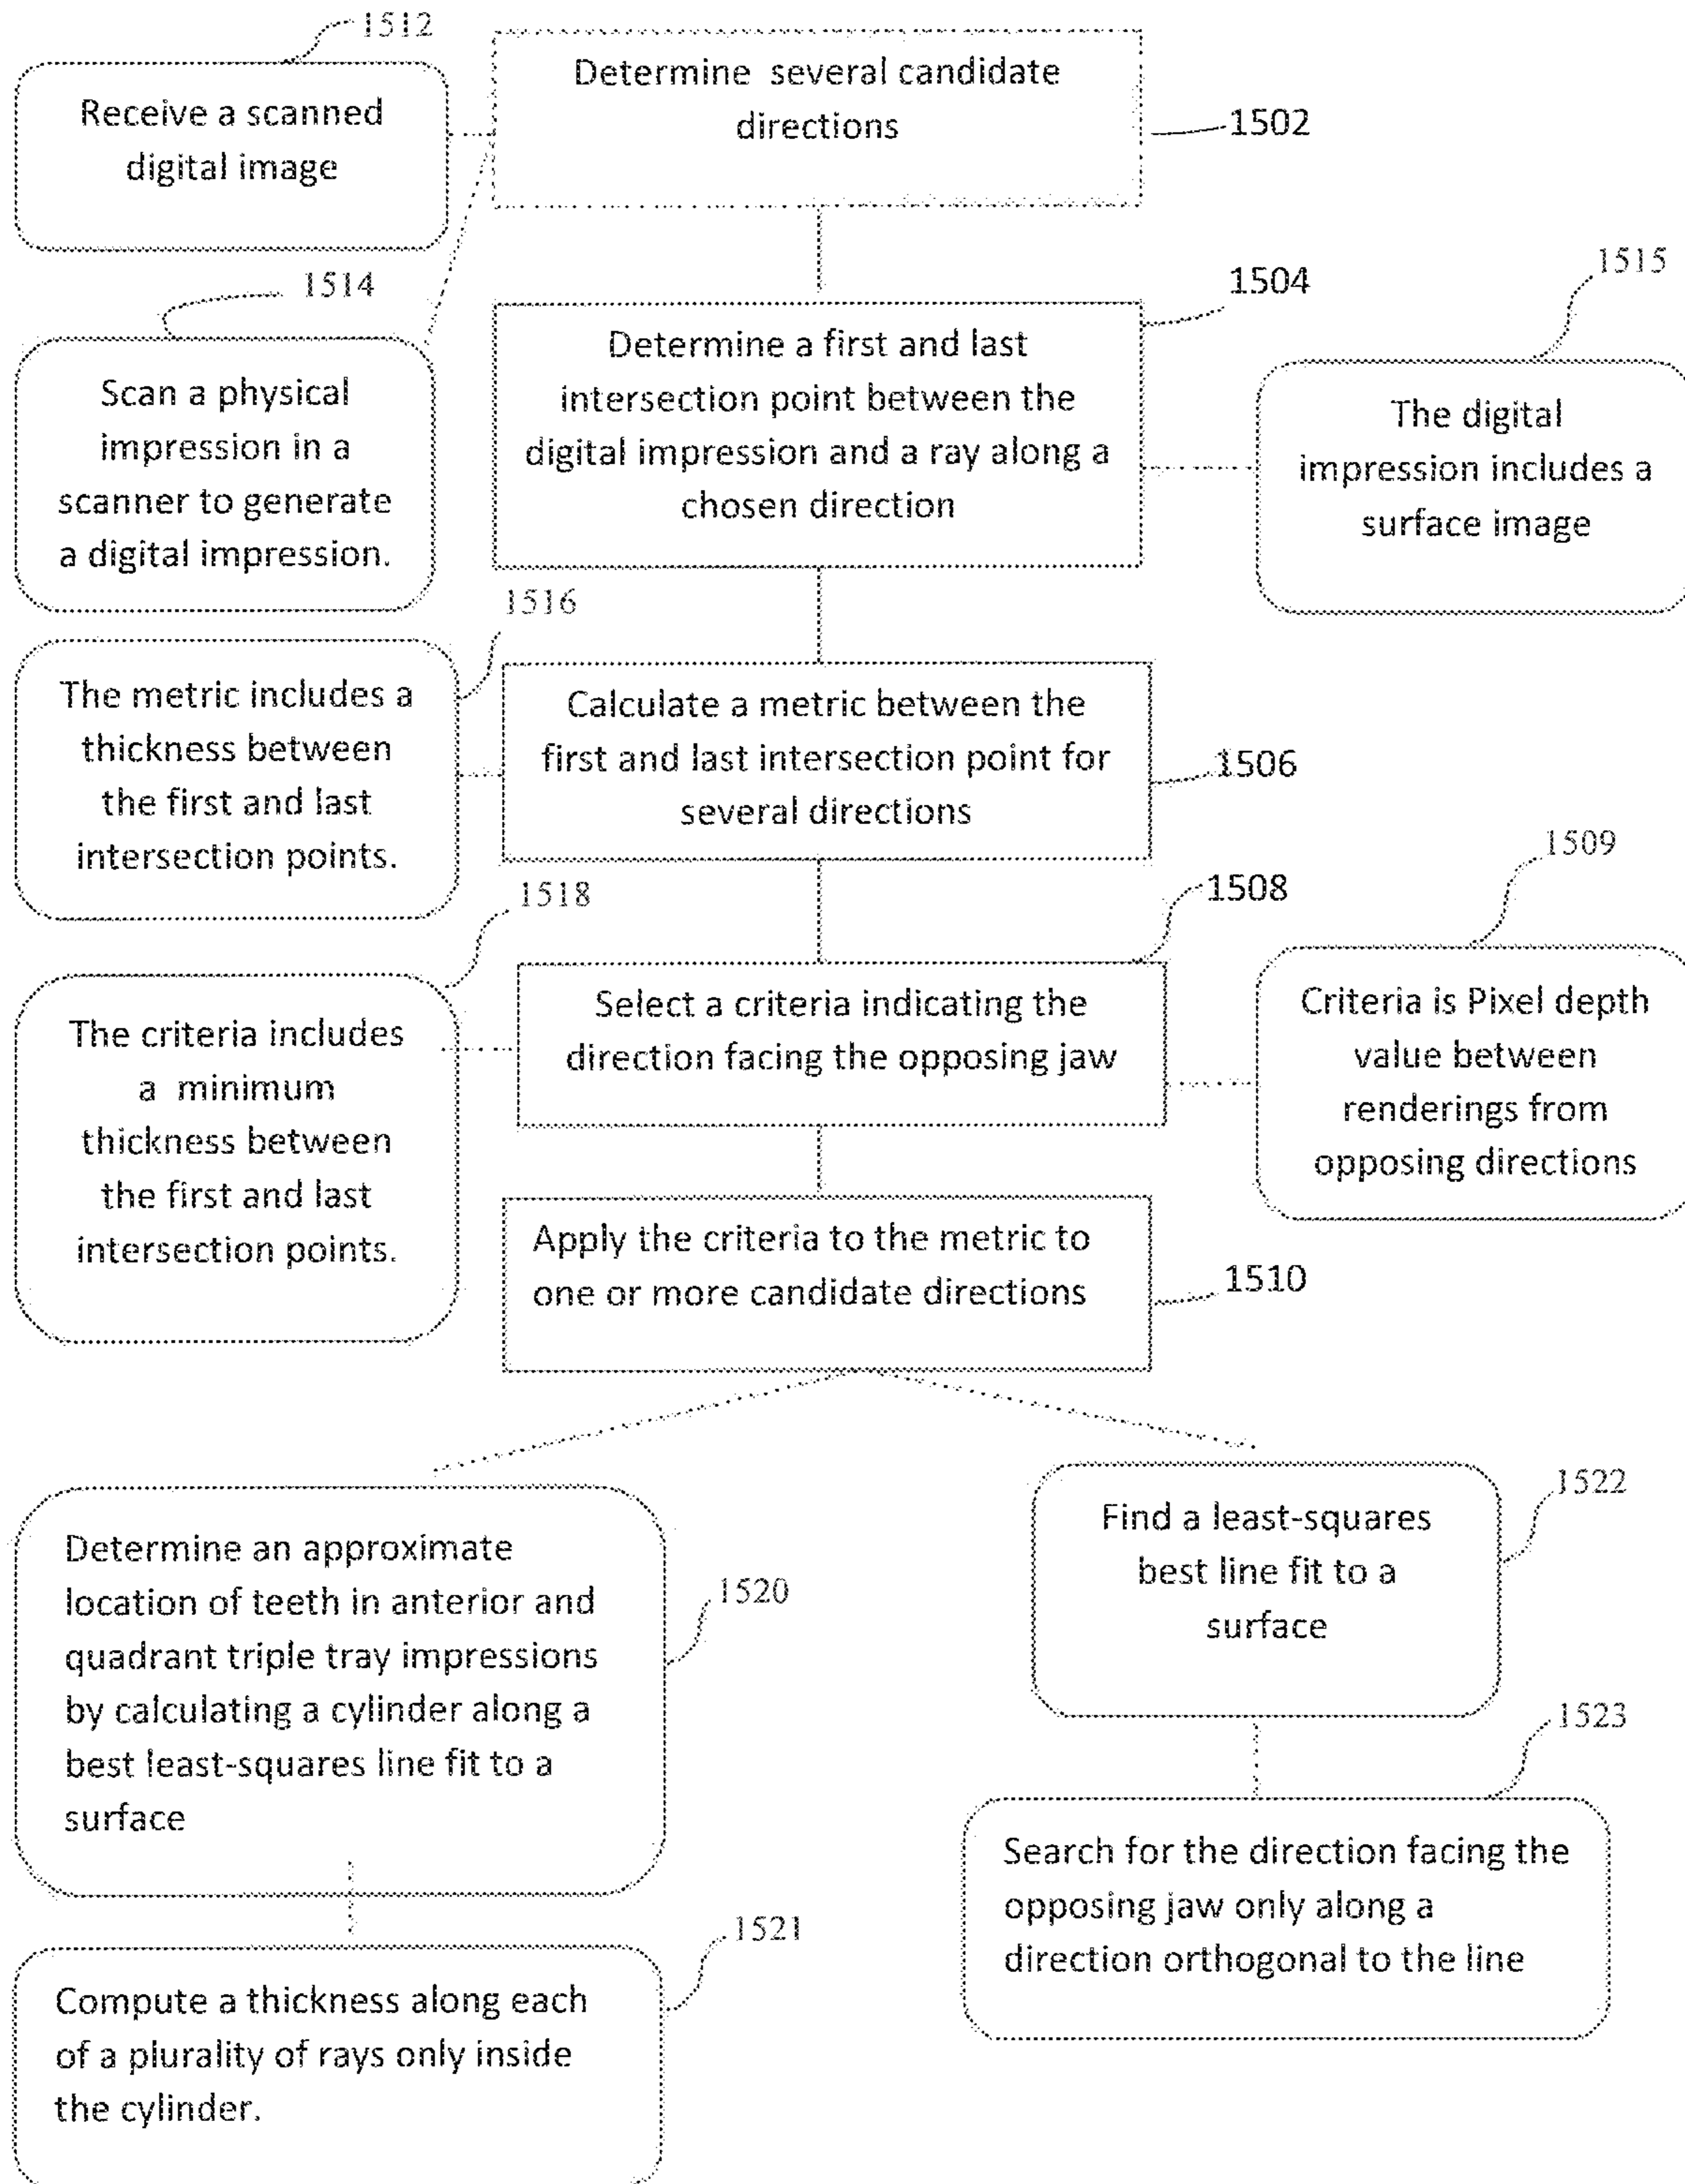 1512
Receive a scanned
digital image
Determine several candidate
directions
1502
1514
Scan a physical
impression in a
scanner to generate
a digital impression.
1504
Determine a first and last
intersection point between the
digital impression and a ray along a
chosen direction
1515
The digital
impression includes a
surface image
1516
The metric includes a
thickness between
the first and last
intersection points.
Calculate a metric between the
first and last intersection point for
several directions
1506
1518
The criteria includes
a minimum
thickness between
the first and last
intersection points.
1508
Select a criteria indicating the
direction facing the opposing jaw
1509
Criteria is Pixel depth
value between
renderings from
opposing directions
Apply the criteria to the metric to
one or more candidate directions
1510
Determine an approximate
location of teeth in anterior and
quadrant triple tray impressions
by calculating a cylinder along a
best least-squares line fit to a
surface
1520
1522
Find a least-squares
best line fit to a
surface
1521
Compute a thickness along each
of a plurality of rays only inside
the cylinder.
1523
Search for the direction facing the
opposing jaw only along a
direction orthogonal to the line